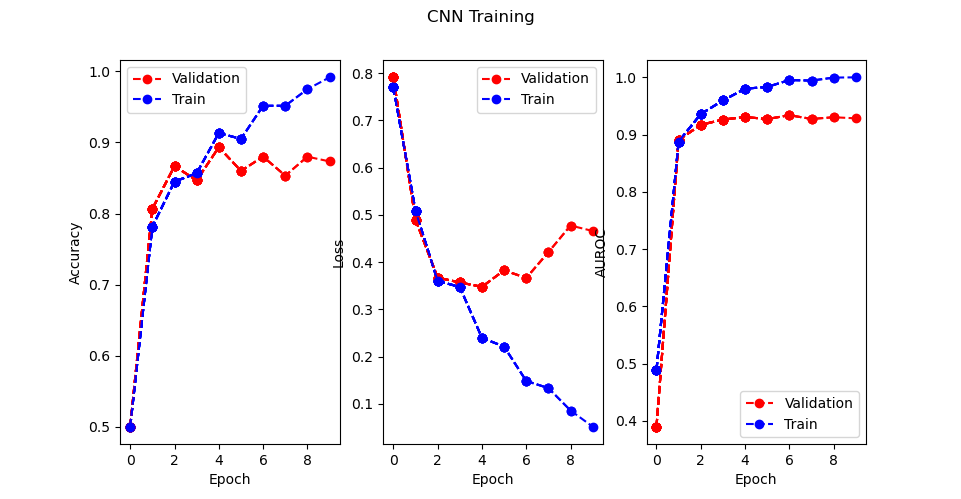 CNN Training
Accuracy
1.0
0.9
0.8
0.7
0.6
0.5
0 2 4 6 8
Epoch
Validation
Train
Loss
0.8
0.7
0.6
0.5
0.4
0.3
0.2
0.1
0 2 4 6 8
Epoch
Validation
Train
AUROC
1.0
0.9
0.8
0.7
0.6
0.5
0.4
0 2 4 6 8
Epoch
Validation
Train